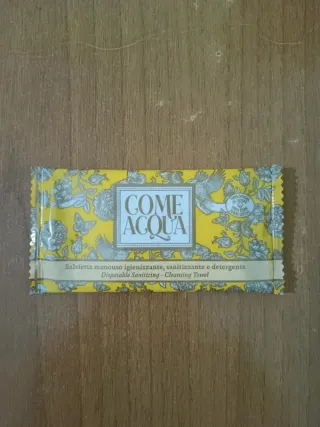 COME
ACQUA
Salvietta monouso igienizzante, sanitizzante e detergente
Disposable Sanitizing - Cleansing Towel